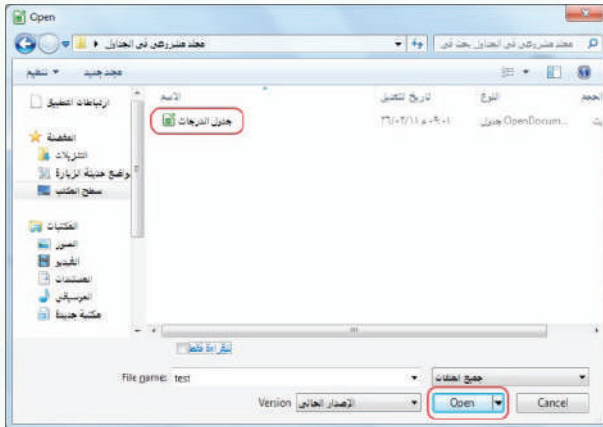 Open
مجلد مشروعي في الجداول
مجلد مشروعي في الجداول بحث في
تنظيم
مجلد جديد
الاسم
تاريخ التعديل
النوع
الحجم
جدول الدرجات
OpenDocum... جدول
ارتباطات التطبيق
المفضلة
التنزيلات
واضع حديثة الزيارة
سطح المكتب
المكتبات
الصور
الفيديو
المستندات
الموسيقى
مكتبة جديدة
للقراءة فقط
File name: test
جميع الملفات
Version الإصدار الحالي
Open
Cancel